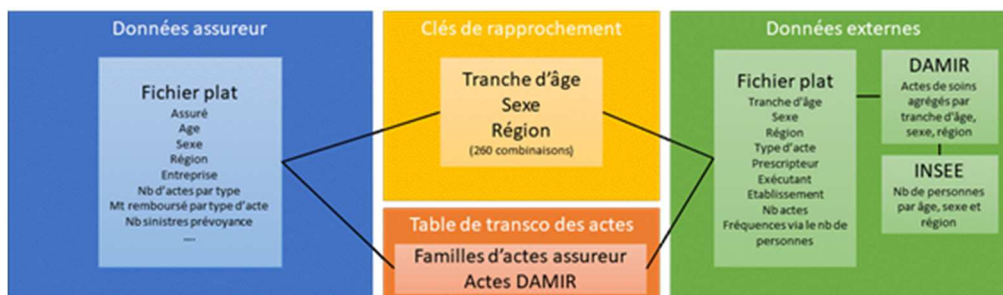 Données assureur
Fichier plat
Assuré
Age
Sexe
Région
Entreprise
Nb d'actes par type
Mt remboursé par type d'acte
Nb sinistres prévoyance
....
Clés de rapprochement
Tranche d'âge
Sexe
Région
(260 combinaisons)
Table de transco des actes
Familles d'actes assureur
Actes DAMIR
Données externes
Fichier plat
Tranche d'âge
Sexe
Région
Type d'acte
Prescripteur
Exécutant
Etablissement
Nb actes
Fréquences via le nb de
personnes
DAMIR
Actes de soins
agrégés par
tranche d'âge,
sexe, région
INSEE
Nb de personnes
par âge, sexe et
région